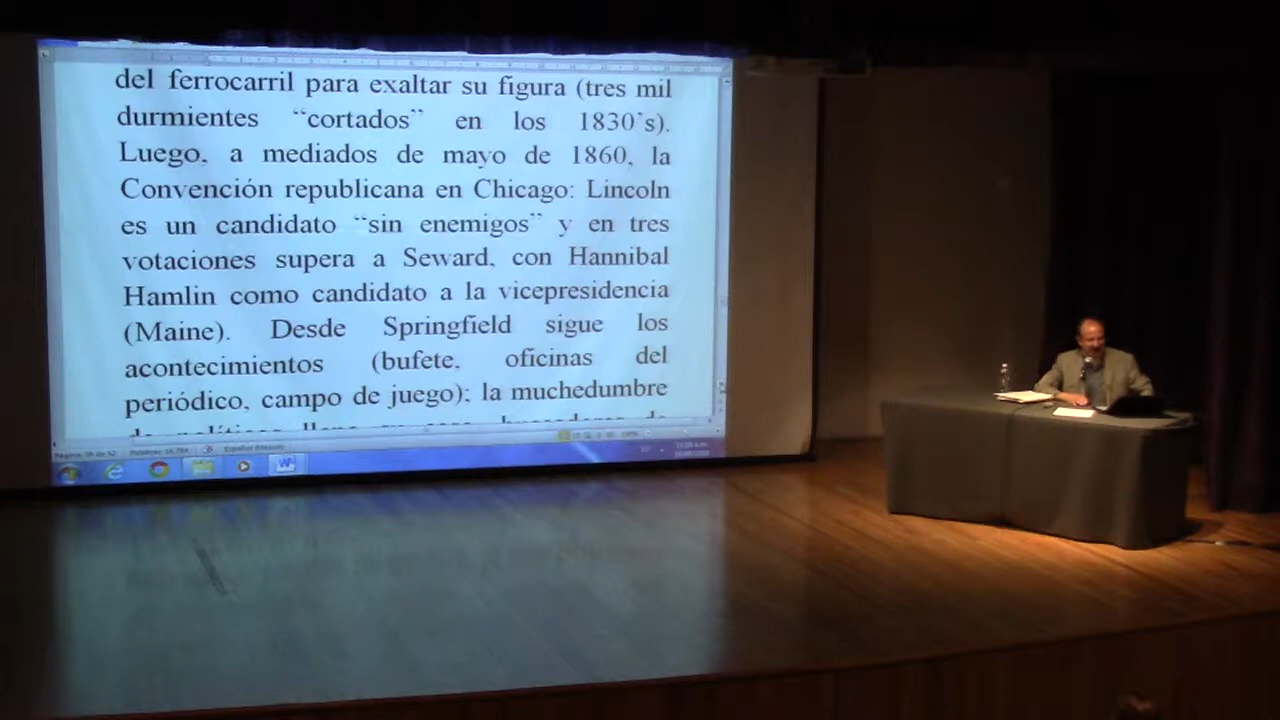 del ferrocarril para exaltar su figura (tres mil
durmientes “cortados” en los 1830’s).
Luego, a mediados de mayo de 1860, la
Convención republicana en Chicago: Lincoln
es un candidato “sin enemigos” y en tres
votaciones supera a Seward, con Hannibal
Hamlin como candidato a la vicepresidencia
(Maine). Desde Springfield sigue los
acontecimientos (bufete, oficinas del
periódico, campo de juego); la muchedumbre